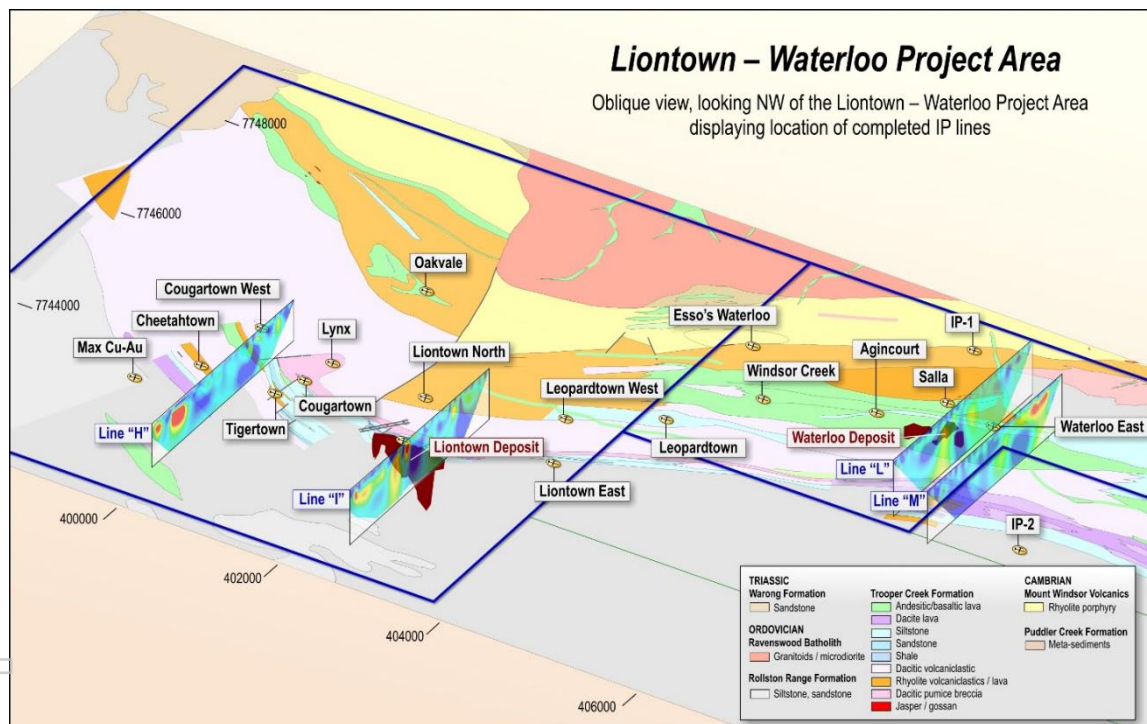 Liontown – Waterloo Project Area
Oblique view, looking NW of the Liontown – Waterloo Project Area
displaying location of completed IP lines
7748000
7746000
7744000
Oakvale
Cougartown West
Cheetahtown
Max Cu-Au
Lynx
Liontown North
Esso's Waterloo
IP-1
Agincourt
Windsor Creek
Salla
Leopardtown West
Cougartown
Tigertown
Line "H"
Liontown Deposit
Leopardtown
Waterloo Deposit
Waterloo East
Line "L"
Line "I"
Liontown East
Line "M"
IP-2
400000
402000
404000
406000
TRIASSIC
Warong Formation
Sandstone
ORDOVICIAN
Ravenswood Batholith
Granitoids / microdiorite
Rollston Range Formation
Siltstone, sandstone
Trooper Creek Formation
Andesitic/basaltic lava
Dacite lava
Siltstone
Sandstone
Shale
Dacitic volcaniclastic
Rhyolite volcaniclastics / lava
Dacitic pumice breccia
Jasper / gossan
CAMBRIAN
Mount Windsor Volcanics
Rhyolite porphyry
Puddler Creek Formation
Meta-sediments